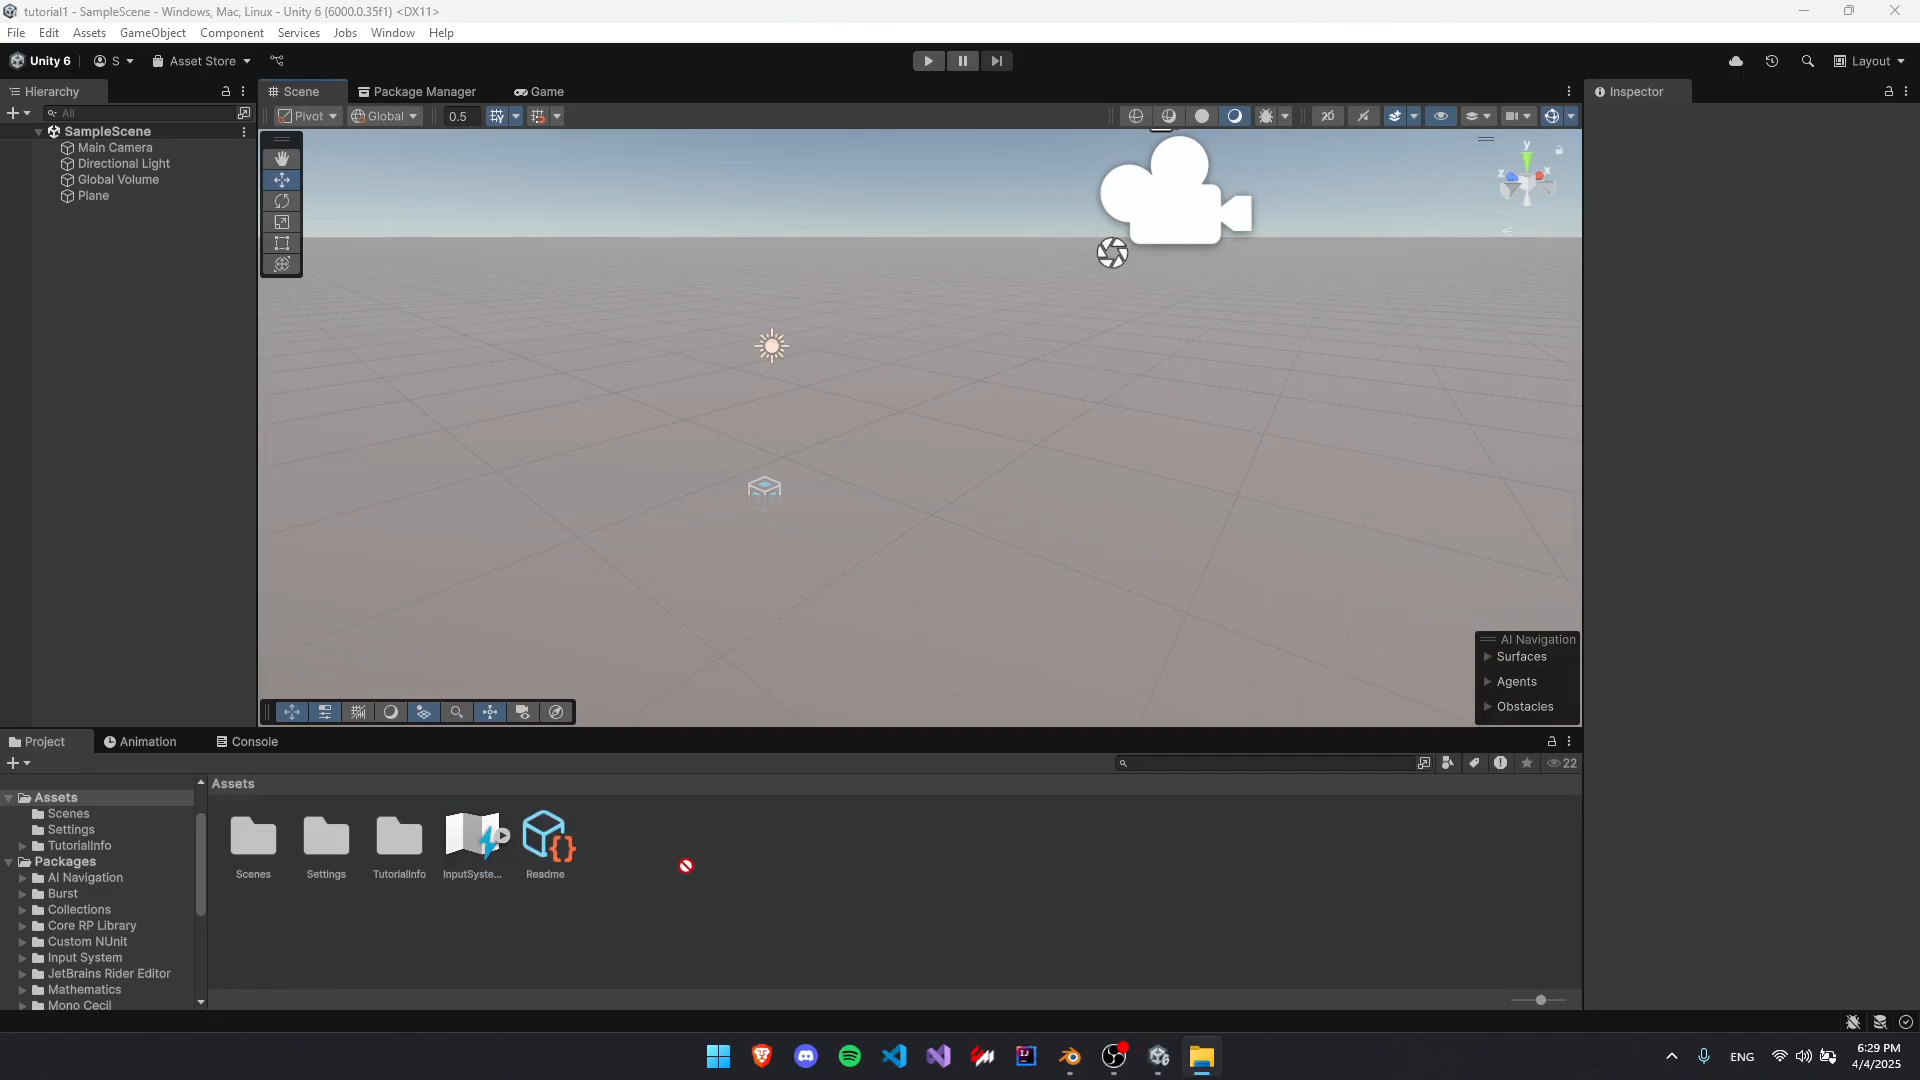 tutorial1 - SampleScene - Windows, Mac, Linux - Unity 6 (6000.0.35f1) <DX11>
File Edit Assets GameObject Component Services Jobs Window Help
Unity 6 S Asset Store Layout
Hierarchy Scene Package Manager Game Inspector
All Pivot Global 0.5 2D
SampleScene
Main Camera
Directional Light
Global Volume
Plane
y
z x
AI Navigation
Surfaces
Agents
Obstacles
Project Animation Console
22
Assets
Assets
Scenes
Settings
TutorialInfo
Packages
AI Navigation
Burst
Collections
Core RP Library
Custom NUnit
Input System
JetBrains Rider Editor
Mathematics
Mono Cecil
Scenes Settings TutorialInfo InputSyste... Readme
ENG 6:29 PM
4/4/2025